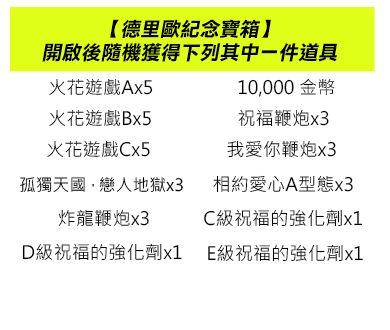 【德里歐紀念寶箱】
開啟後隨機獲得下列其中一件道具
火花遊戲Ax5 10,000 金幣
火花遊戲Bx5 祝福鞭炮x3
火花遊戲Cx5 我愛你鞭炮x3
孤獨天國，戀人地獄x3 相約愛心A型態x3
炸龍鞭炮x3 C級祝福的強化劑x1
D級祝福的強化劑x1 E級祝福的強化劑x1